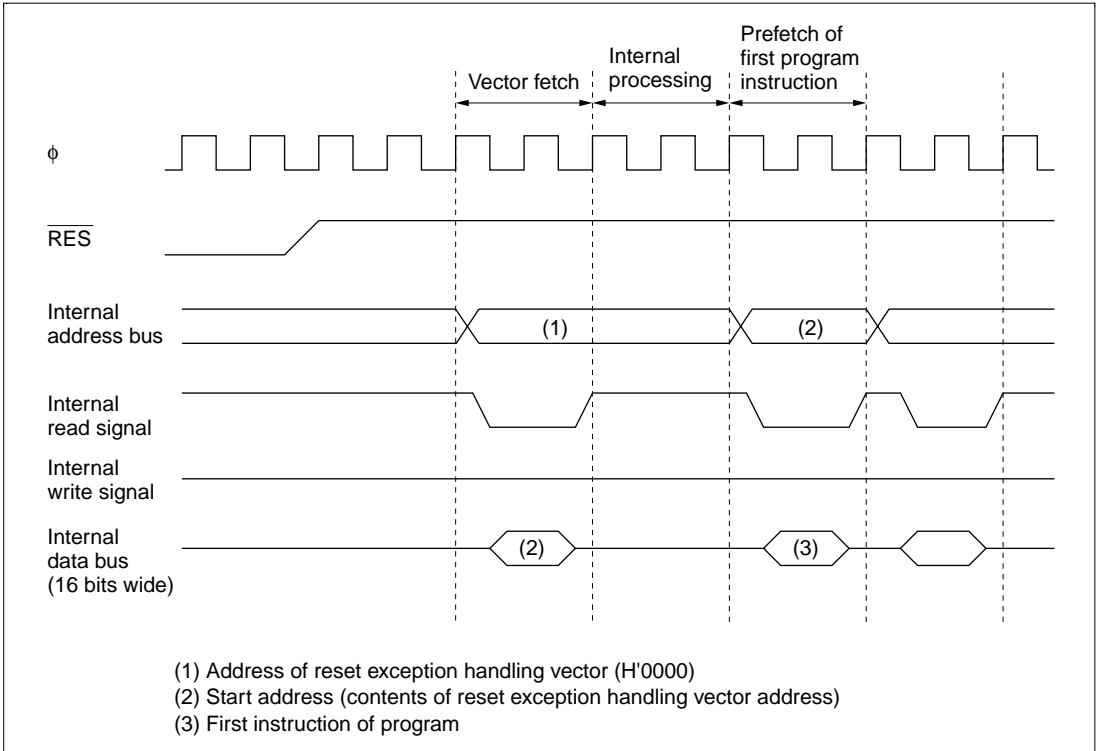 Prefetch of
first program
instruction
Internal
processing
Vector fetch
φ
RES
Internal
address bus
(1)
(2)
Internal
read signal
Internal
write signal
Internal
data bus
(16 bits wide)
(2)
(3)
(1) Address of reset exception handling vector (H'0000)
(2) Start address (contents of reset exception handling vector address)
(3) First instruction of program